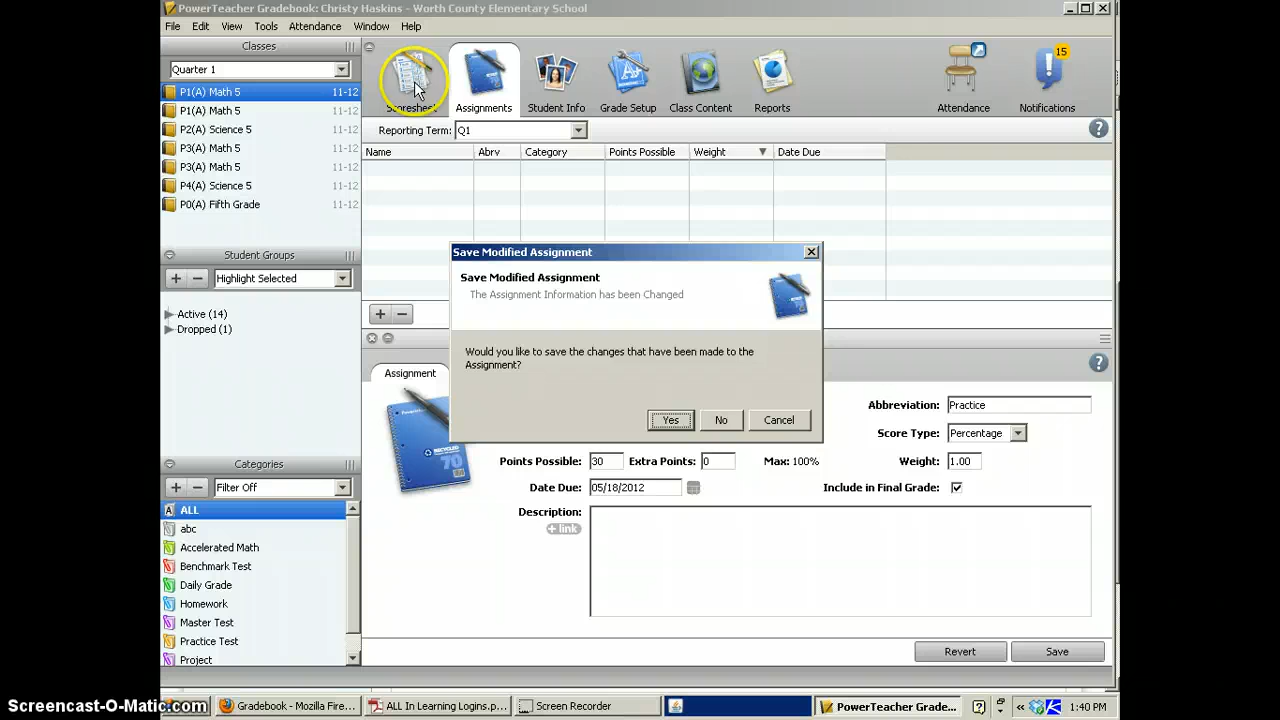 PowerTeacher Gradebook: Christy Haskins - Worth County Elementary School
File Edit View Tools Attendance Window Help
Classes
Quarter 1
P1(A) Math 5 11-12
P1(A) Math 5 11-12
P2(A) Science 5 11-12
P3(A) Math 5 11-12
P3(A) Math 5 11-12
P4(A) Science 5 11-12
P0(A) Fifth Grade 11-12
Student Groups
Highlight Selected
Active (14)
Dropped (1)
Categories
Filter Off
ALL
abc
Accelerated Math
Benchmark Test
Daily Grade
Homework
Master Test
Practice Test
Project
15
Scoresheet Assignments Student Info Grade Setup Class Content Reports Attendance Notifications
Reporting Term: Q1
Name Abrv Category Points Possible Weight Date Due
Save Modified Assignment
Save Modified Assignment
The Assignment Information has been Changed
Would you like to save the changes that have been made to the
Assignment?
Yes No Cancel
Assignment
RECYCLED
70
Abbreviation: Practice
Score Type: Percentage
Points Possible: 30 Extra Points: 0 Max: 100% Weight: 1.00
Date Due: 05/18/2012 Include in Final Grade:
Description:
+ link
Revert Save
Screencast-O-Matic.com Gradebook - Mozilla Fire... ALL In Learning Logins.p... Screen Recorder PowerTeacher Grade... 1:40 PM